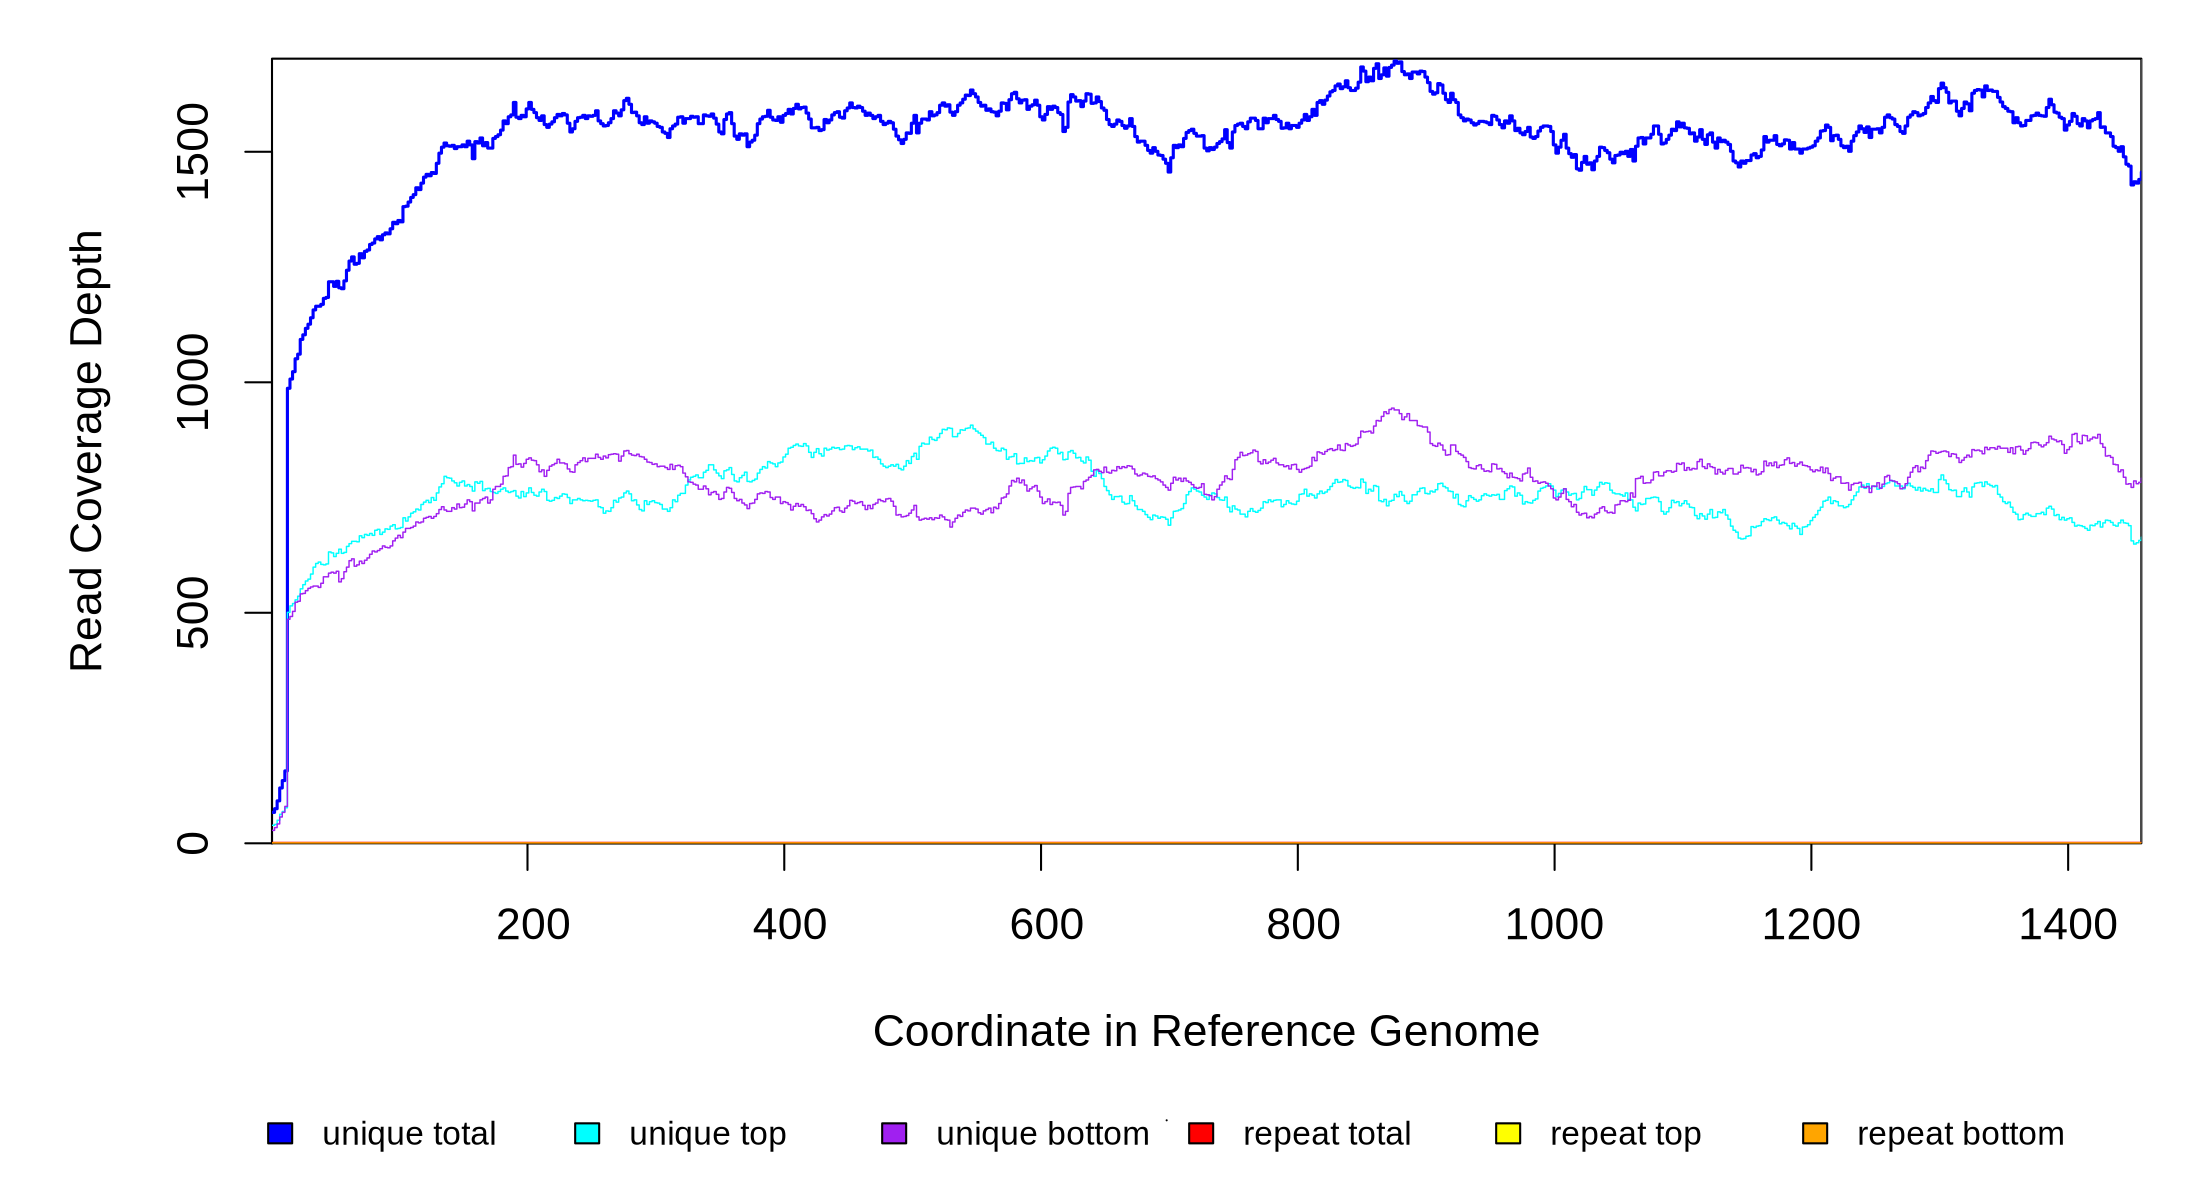 Read Coverage Depth
1500
1000
500
0
200 400 600 800 1000 1200 1400
Coordinate in Reference Genome
unique total unique top unique bottom repeat total repeat top repeat bottom